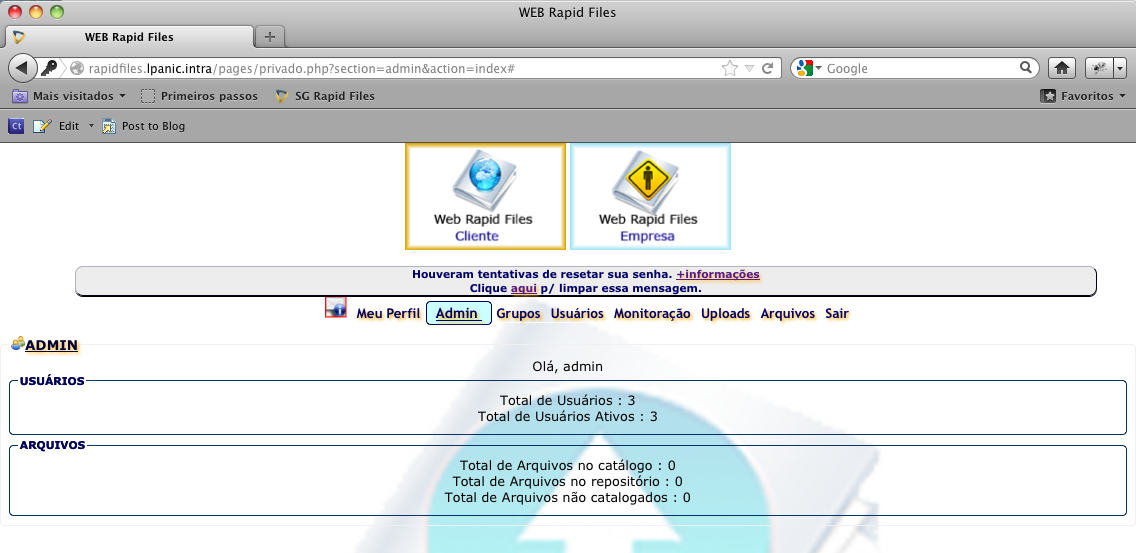 WEB Rapid Files
WEB Rapid Files
rapidfiles.lpanic.intra/pages/privado.php?section=admin&action=index#
Google
Mais visitados
Primeiros passos
SG Rapid Files
Favoritos
Ct
Edit
Post to Blog
Web Rapid Files
Cliente
Web Rapid Files
Empresa
Houveram tentativas de resetar sua senha. +informações
Clique aqui p/ limpar essa mensagem.
Meu Perfil Admin Grupos Usuários Monitoração Uploads Arquivos Sair
ADMIN
Olá, admin
USUÁRIOS
Total de Usuários : 3
Total de Usuários Ativos : 3
ARQUIVOS
Total de Arquivos no catálogo : 0
Total de Arquivos no repositório : 0
Total de Arquivos não catalogados : 0